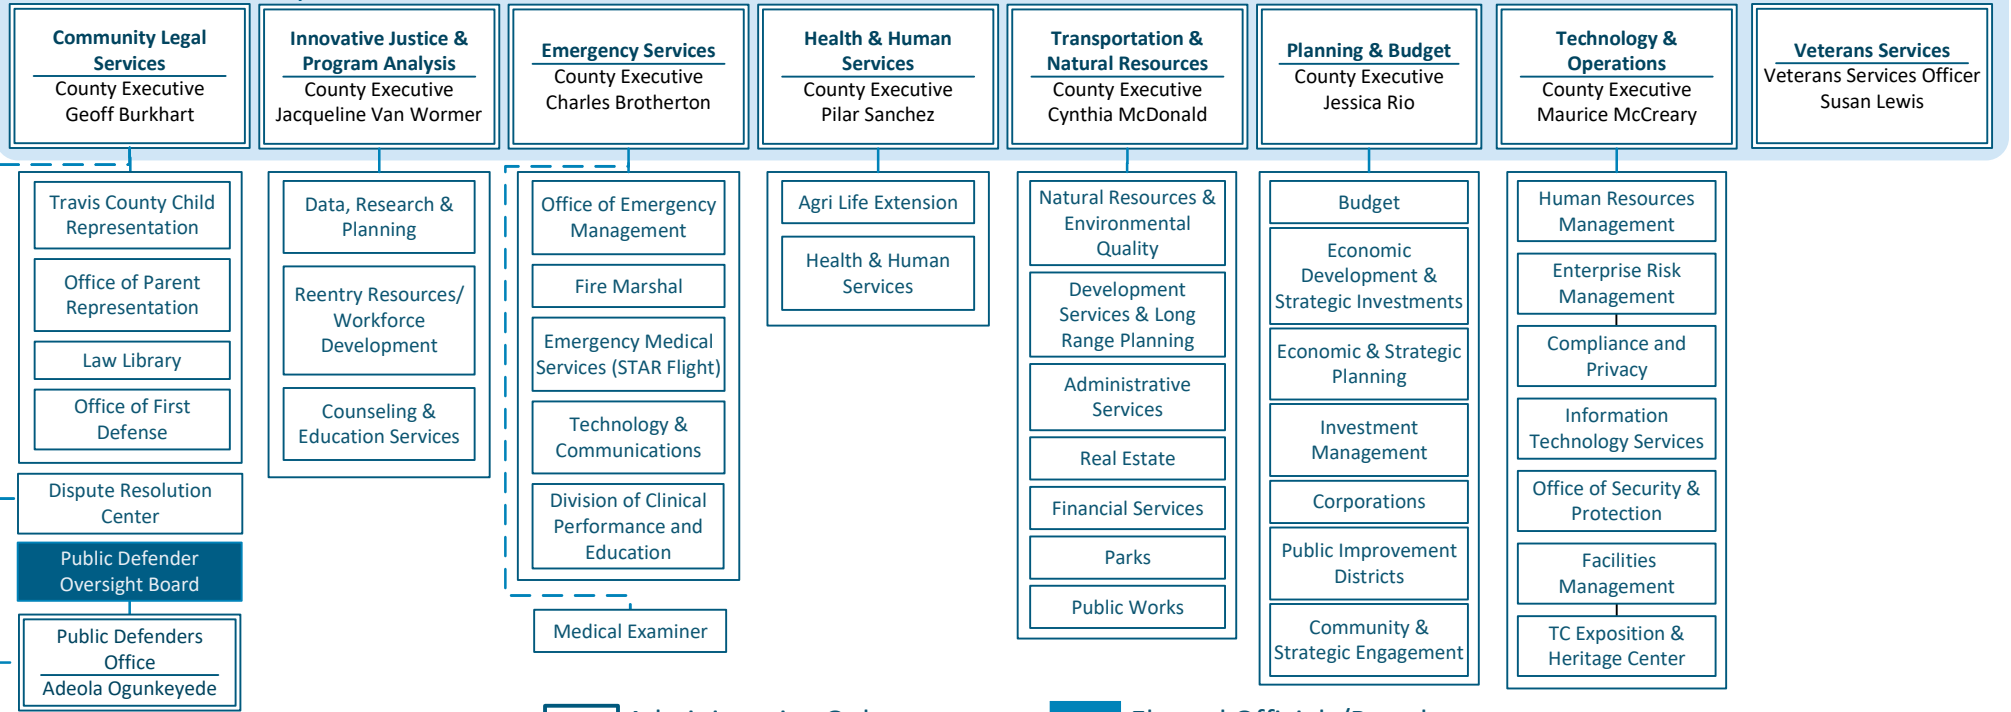 Community Legal
Services
County Executive
Geoff Burkhart
Innovative Justice &
Program Analysis
County Executive
Jacqueline Van Wormer
Emergency Services
County Executive
Charles Brotherton
Health & Human
Services
County Executive
Pilar Sanchez
Transportation &
Natural Resources
County Executive
Cynthia McDonald
Planning & Budget
County Executive
Jessica Rio
Technology &
Operations
County Executive
Maurice McCreary
Veterans Services
Veterans Services Officer
Susan Lewis
Travis County Child
Representation
Office of Parent
Representation
Law Library
Office of First
Defense
Dispute Resolution
Center
Public Defender
Oversight Board
Public Defenders
Office
Adeola Ogunkeyede
Data, Research &
Planning
Reentry Resources/
Workforce
Development
Counseling &
Education Services
Office of Emergency
Management
Fire Marshal
Emergency Medical
Services (STAR Flight)
Technology &
Communications
Division of Clinical
Performance and
Education
Medical Examiner
Agri Life Extension
Health & Human
Services
Natural Resources &
Environmental
Quality
Development
Services & Long
Range Planning
Administrative
Services
Real Estate
Financial Services
Parks
Public Works
Budget
Economic
Development &
Strategic Investments
Economic & Strategic
Planning
Investment
Management
Corporations
Public Improvement
Districts
Community &
Strategic Engagement
Human Resources
Management
Enterprise Risk
Management
Compliance and
Privacy
Information
Technology Services
Office of Security &
Protection
Facilities
Management
TC Exposition &
Heritage Center